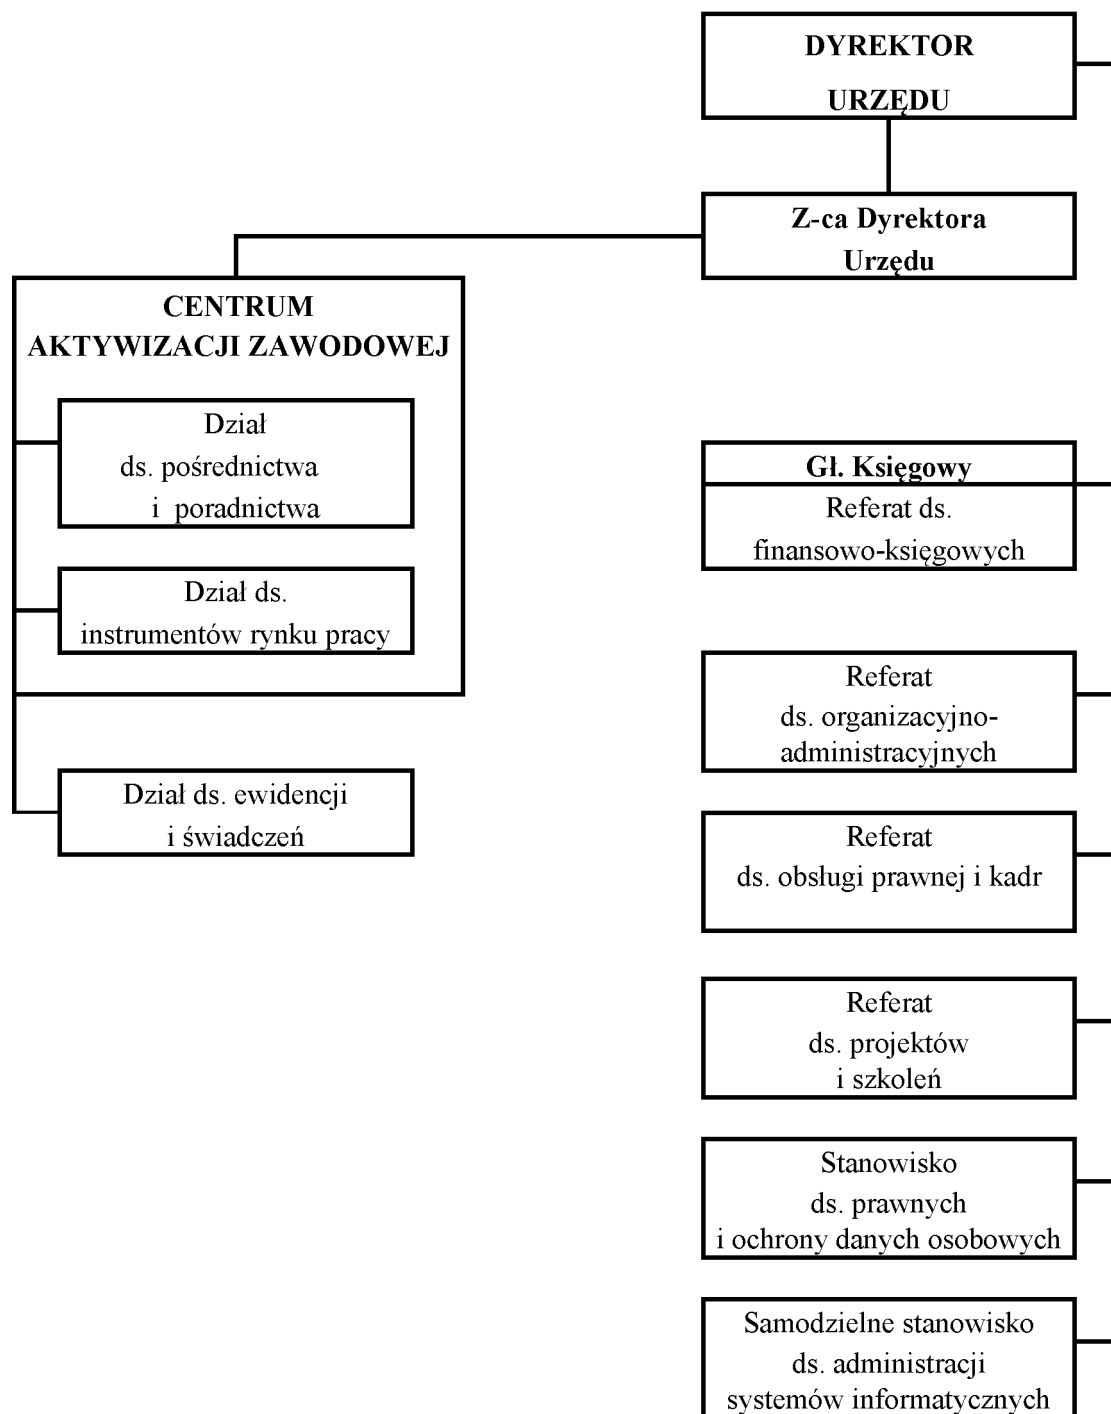 DYREKTOR
URZĘDU
Z-ca Dyrektora
Urzędu
CENTRUM
AKTYWIZACJI ZAWODOWEJ
Dział
ds. pośrednictwa
i poradnictwa
Dział ds.
instrumentów rynku pracy
Dział ds. ewidencji
i świadczeń
Gł. Księgowy
Referat ds.
finansowo-księgowych
Referat
ds. organizacyjno-
administracyjnych
Referat
ds. obsługi prawnej i kadr
Referat
ds. projektów
i szkoleń
Stanowisko
ds. prawnych
i ochrony danych osobowych
Samodzielne stanowisko
ds. administracji
systemów informatycznych